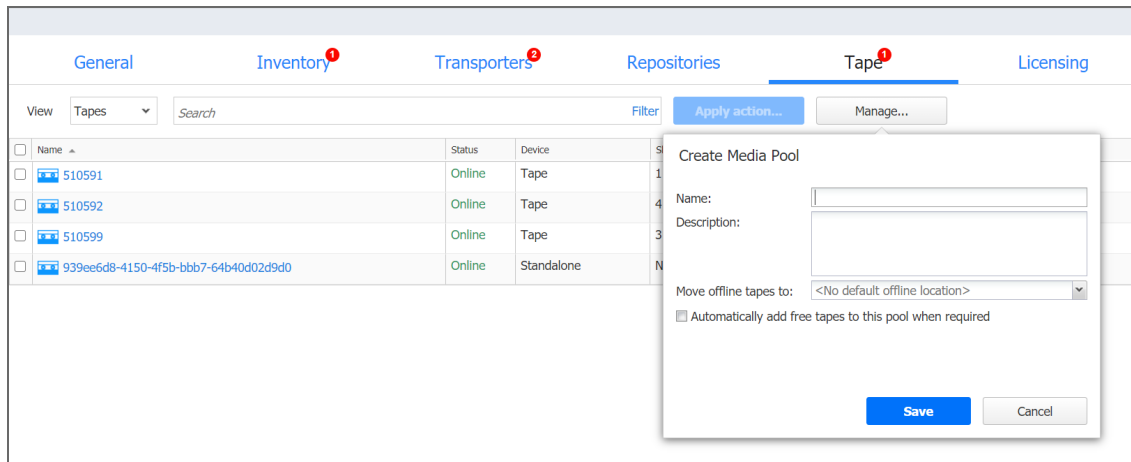 General Inventory 1 Transporters 2 Repositories Tape 1 Licensing
View Tapes Search Filter Apply action... Manage...
Name Status Device
510591 Online Tape 1
510592 Online Tape 4
510599 Online Tape 3
939ee6d8-4150-4f5b-bbb7-64b40d02d9d0 Online Standalone N
Create Media Pool
Name:
Description:
Move offline tapes to: <No default offline location>
Automatically add free tapes to this pool when required
Save Cancel